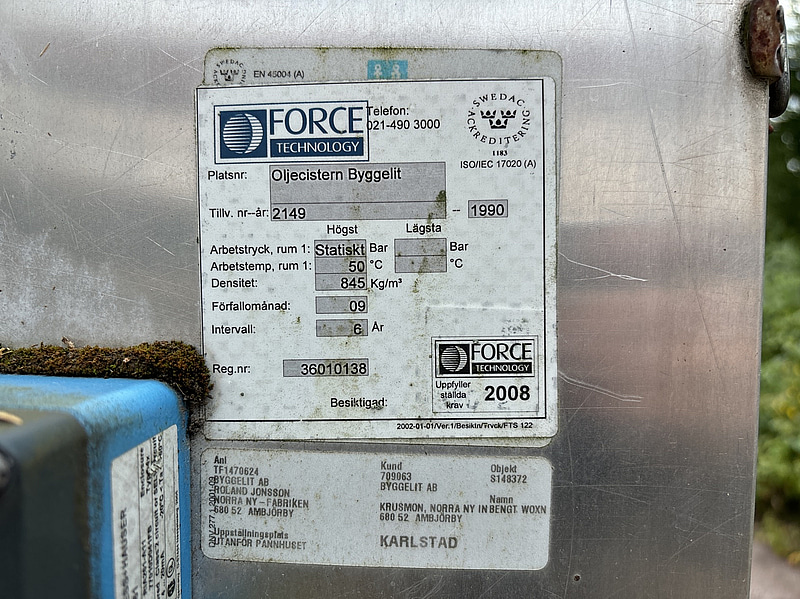 SWEDAC
EN 45004 (A)
FORCE
TECHNOLOGY
Telefon:
021-490 3000
SWEDAC
ACKREDITERING
1183
ISO/IEC 17020 (A)
Platsnr: Oljecistern Byggelit
Tillv. nr--år: 2149 -- 1990
Högst Lägsta
Arbetstryck, rum 1: Statiskt Bar Bar
Arbetstemp, rum 1: 50 °C °C
Densitet: 845 Kg/m³
Förfallomånad: 09
Intervall: 6 År
Reg.nr: 36010138
Besiktigad:
FORCE
TECHNOLOGY
Uppfyller
ställda
krav
2008
2002-01-01/Ver.1/Besiktn/Tryck/FTS 122
Anl Kund Objekt
TF1470624 709063 S148372
BYGGELIT AB BYGGELIT AB
ROLAND JONSSON Namn
NORRA NY-FABRIKEN KRUSMON, NORRA NY IN BENGT WOXN
680 52 AMBJÖRBY 680 52 AMBJÖRBY
Uppställningsplats
UTANFÖR PANNHUSET KARLSTAD